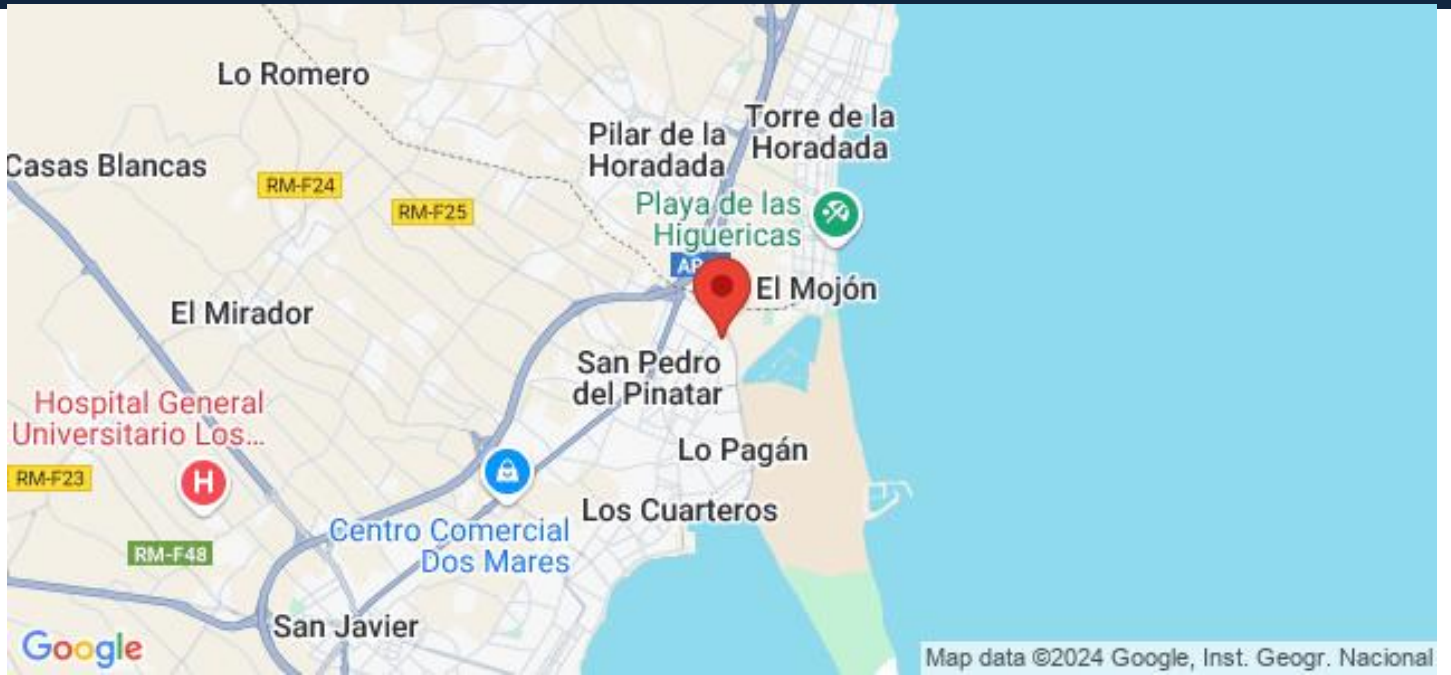 Lo Romero
Torre de la
Horadada
Pilar de la
Horadada
Casas Blancas
RM-F24
RM-F25
Playa de las
Higuericas
El Mojón
El Mirador
San Pedro
del Pinatar
Hospital General
Universitario Los...
H
RM-F23
Lo Pagán
Los Cuarteros
Centro Comercial
Dos Mares
RM-F48
San Javier
Google
Map data ©2024 Google, Inst. Geogr. Nacional